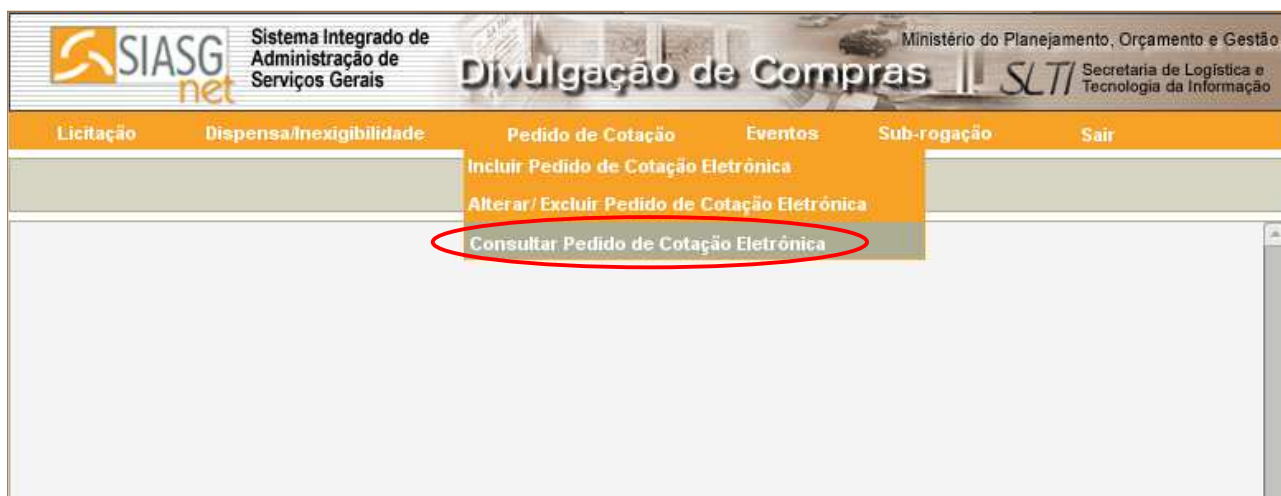 SIASG
net
Sistema Integrado de
Administração de
Serviços Gerais
Divulgação de Compras
Ministério do Planejamento, Orçamento e Gestão
SLTI
Secretaria de Logística e
Tecnologia da Informação
Licitação Dispensa/Inexigibilidade Pedido de Cotação Eventos Sub-rogação Sair
Incluir Pedido de Cotação Eletrônica
Alterar/Excluir Pedido de Cotação Eletrônica
Consultar Pedido de Cotação Eletrônica